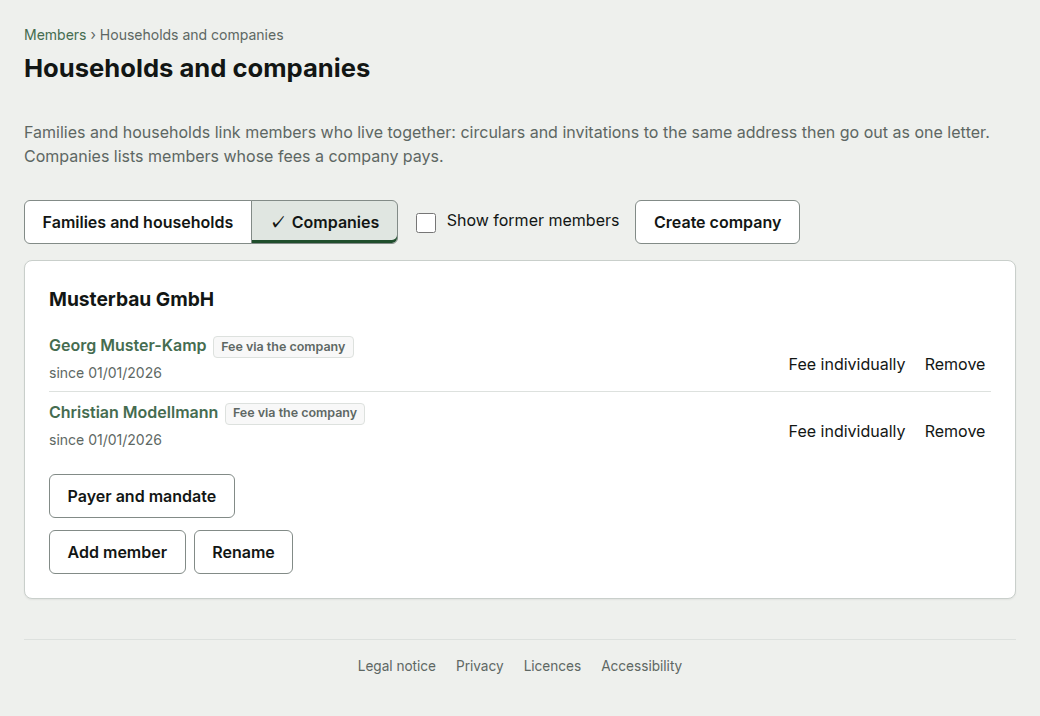 Members › Households and companies
Households and companies
Families and households link members who live together: circulars and invitations to the same address then go out as one letter.
Companies lists members whose fees a company pays.
Families and households ✓ Companies Show former members Create company
Musterbau GmbH
Georg Muster-Kamp Fee via the company
since 01/01/2026
Fee individually Remove
Christian Modellmann Fee via the company
since 01/01/2026
Fee individually Remove
Payer and mandate
Add member Rename
Legal notice Privacy Licences Accessibility